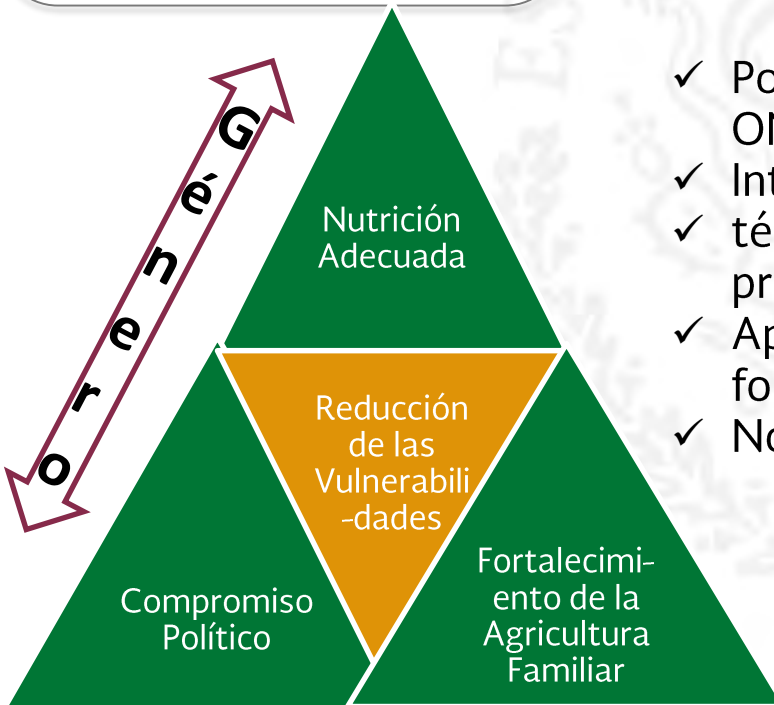 Género
Nutrición
Adecuada
Reducción
de las
Vulnerabili
-dades
Compromiso
Político
Fortalecimi-
ento de la
Agricultura
Familiar